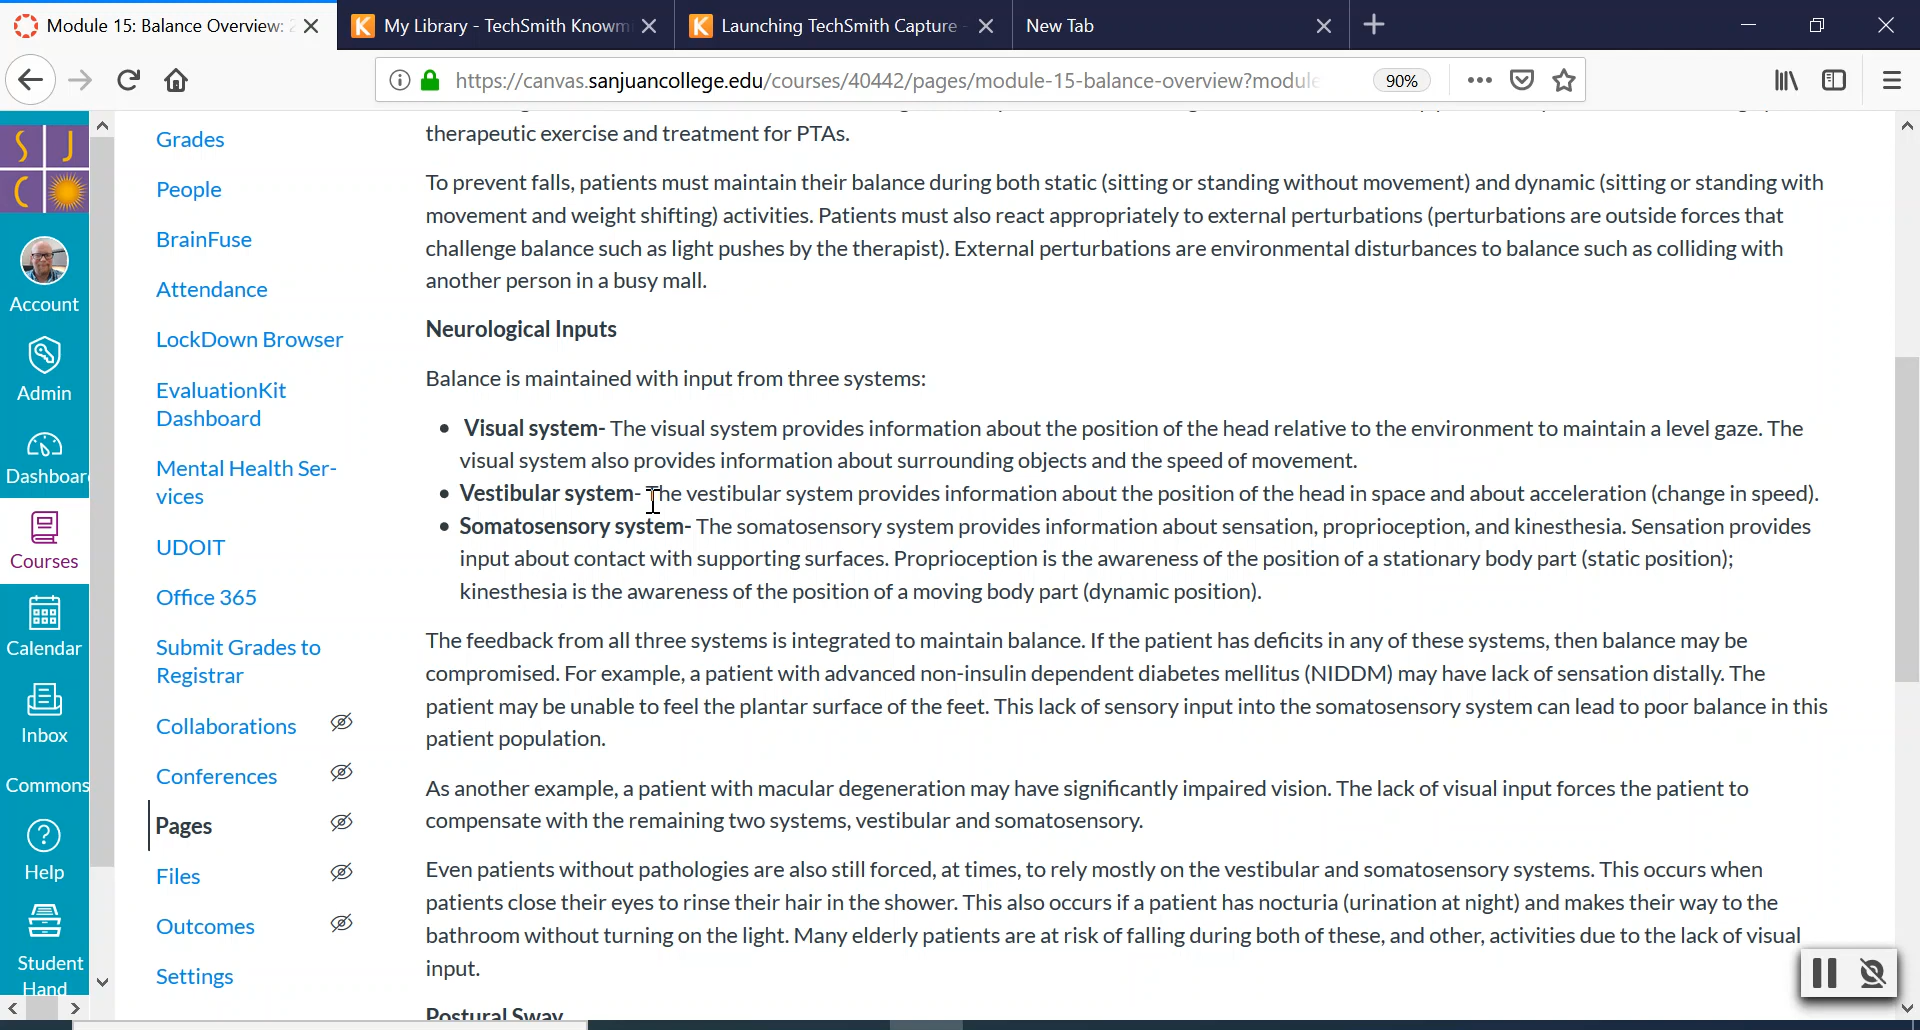 Module 15: Balance Overview: 2
My Library - TechSmith Knowm
Launching TechSmith Capture -
New Tab
https://canvas.sanjuancollege.edu/courses/40442/pages/module-15-balance-overview?module
90%
S J
C
Account
Admin
Dashboar
Courses
Calendar
Inbox
Commons
Help
Student
Hand
Grades
People
BrainFuse
Attendance
LockDown Browser
EvaluationKit
Dashboard
Mental Health Ser-
vices
UDOIT
Office 365
Submit Grades to
Registrar
Collaborations
Conferences
Pages
Files
Outcomes
Settings
therapeutic exercise and treatment for PTAs.
To prevent falls, patients must maintain their balance during both static (sitting or standing without movement) and dynamic (sitting or standing with
movement and weight shifting) activities. Patients must also react appropriately to external perturbations (perturbations are outside forces that
challenge balance such as light pushes by the therapist). External perturbations are environmental disturbances to balance such as colliding with
another person in a busy mall.
Neurological Inputs
Balance is maintained with input from three systems:
• Visual system- The visual system provides information about the position of the head relative to the environment to maintain a level gaze. The
visual system also provides information about surrounding objects and the speed of movement.
• Vestibular system- The vestibular system provides information about the position of the head in space and about acceleration (change in speed).
• Somatosensory system- The somatosensory system provides information about sensation, proprioception, and kinesthesia. Sensation provides
input about contact with supporting surfaces. Proprioception is the awareness of the position of a stationary body part (static position);
kinesthesia is the awareness of the position of a moving body part (dynamic position).
The feedback from all three systems is integrated to maintain balance. If the patient has deficits in any of these systems, then balance may be
compromised. For example, a patient with advanced non-insulin dependent diabetes mellitus (NIDDM) may have lack of sensation distally. The
patient may be unable to feel the plantar surface of the feet. This lack of sensory input into the somatosensory system can lead to poor balance in this
patient population.
As another example, a patient with macular degeneration may have significantly impaired vision. The lack of visual input forces the patient to
compensate with the remaining two systems, vestibular and somatosensory.
Even patients without pathologies are also still forced, at times, to rely mostly on the vestibular and somatosensory systems. This occurs when
patients close their eyes to rinse their hair in the shower. This also occurs if a patient has nocturia (urination at night) and makes their way to the
bathroom without turning on the light. Many elderly patients are at risk of falling during both of these, and other, activities due to the lack of visual
input.
Postural Sway